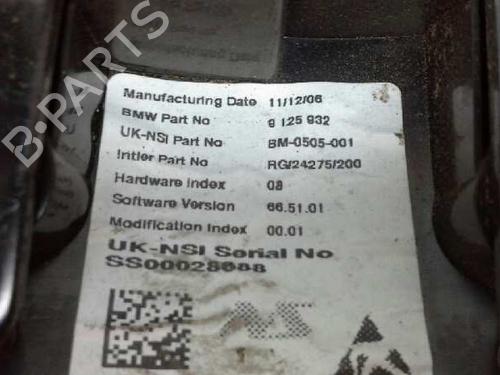 B-PARTS
Manufacturing Date 11/12/06
BMW Part No 9 125 932
UK-NSI Part No BM-0505-001
Intier Part No RG/24275/200
Hardware Index 08
Software Version 66.51.01
Modification Index 00.01
UK-NSI Serial No
SS00028688